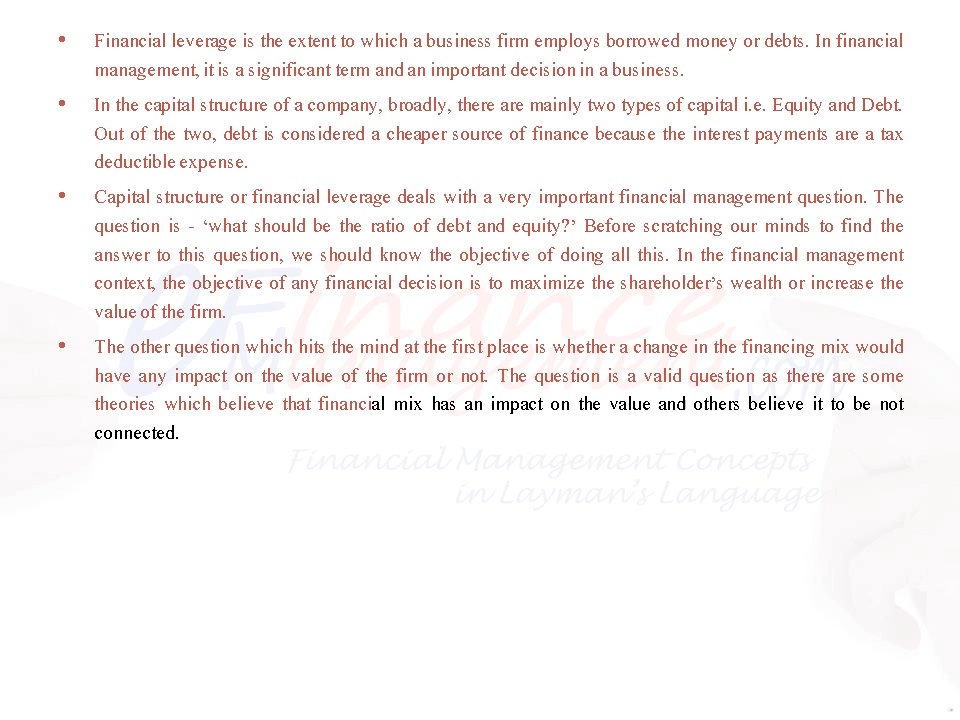 • Financial leverage is the extent to which a business firm employs borrowed money or debts. In financial
management, it is a significant term and an important decision in a business.
• In the capital structure of a company, broadly, there are mainly two types of capital i.e. Equity and Debt.
Out of the two, debt is considered a cheaper source of finance because the interest payments are a tax
deductible expense.
• Capital structure or financial leverage deals with a very important financial management question. The
question is - ‘what should be the ratio of debt and equity?’ Before scratching our minds to find the
answer to this question, we should know the objective of doing all this. In the financial management
context, the objective of any financial decision is to maximize the shareholder’s wealth or increase the
value of the firm.
• The other question which hits the mind at the first place is whether a change in the financing mix would
have any impact on the value of the firm or not. The question is a valid question as there are some
theories which believe that financial mix has an impact on the value and others believe it to be not
connected.
eFinance
Management.com
Financial Management Concepts
in Layman’s Language